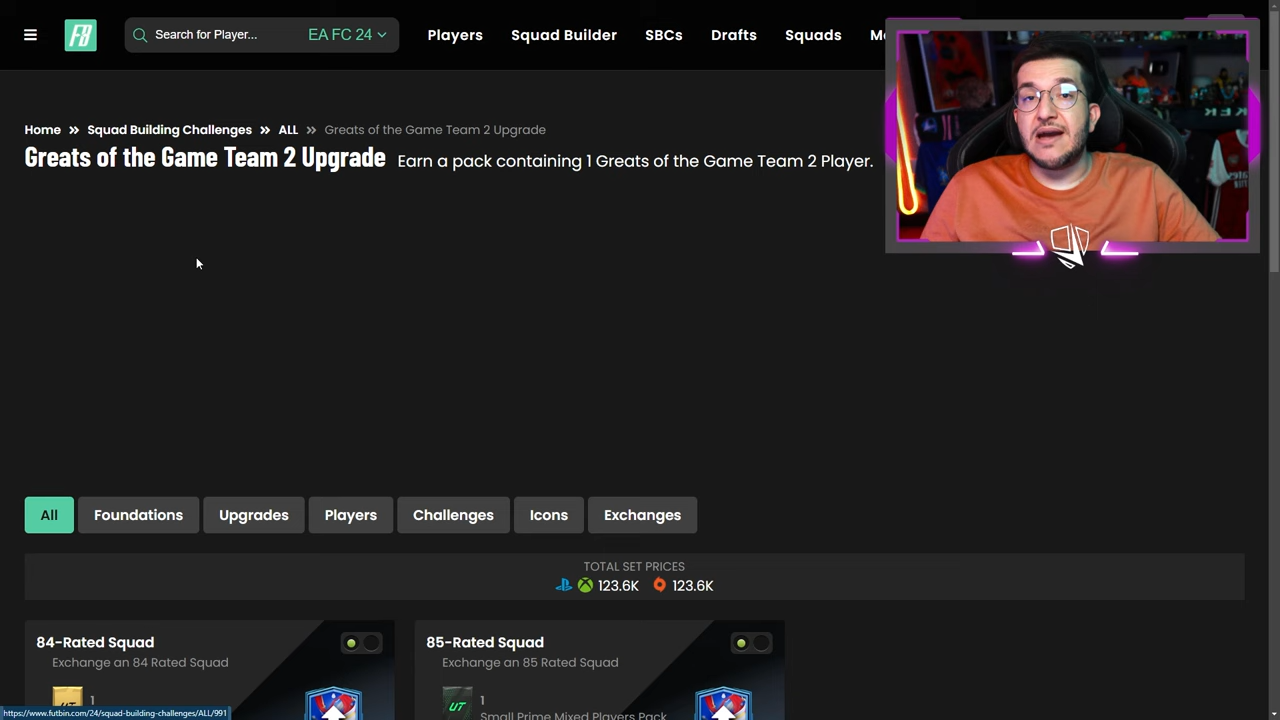 FB
Search for Player...
EA FC 24
Players
Squad Builder
SBCs
Drafts
Squads
Home » Squad Building Challenges » ALL » Greats of the Game Team 2 Upgrade
Greats of the Game Team 2 Upgrade
Earn a pack containing 1 Greats of the Game Team 2 Player.
All
Foundations
Upgrades
Players
Challenges
Icons
Exchanges
TOTAL SET PRICES
123.6K
123.6K
84-Rated Squad
Exchange an 84 Rated Squad
1
85-Rated Squad
Exchange an 85 Rated Squad
UT
1
Small Prime Mixed Players Pack
https://www.futbin.com/24/squad-building-challenges/ALL/991